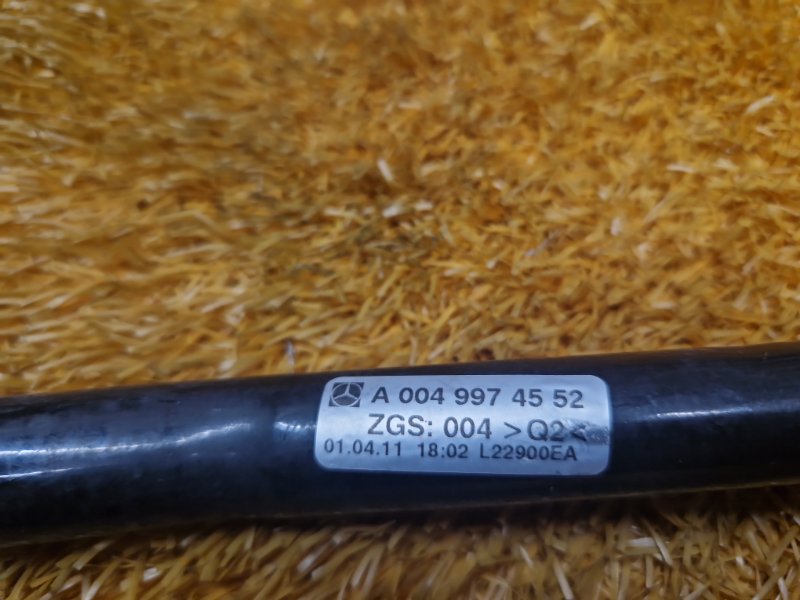 A 004 997 45 52
ZGS: 004 >Q2<
01.04.11 18:02 L22900EA